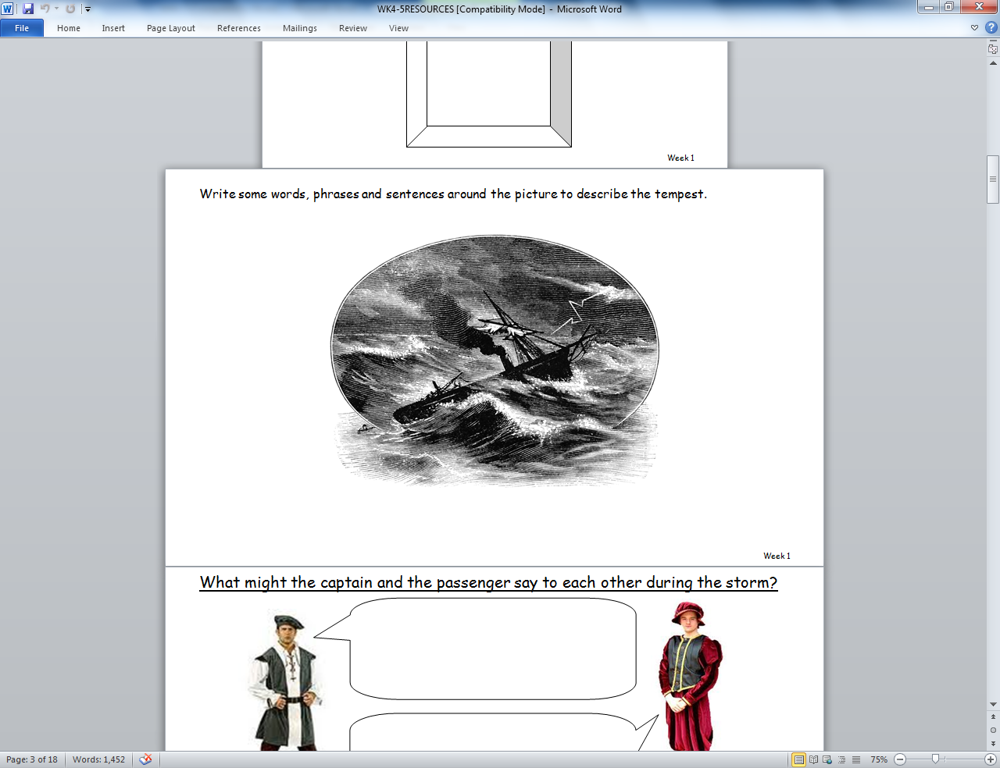 WK4-5RESOURCES [Compatibility Mode] - Microsoft Word
File Home Insert Page Layout References Mailings Review View
Week 1
Write some words, phrases and sentences around the picture to describe the tempest.
Week 1
What might the captain and the passenger say to each other during the storm?
Page: 3 of 18 Words: 1,452 75%